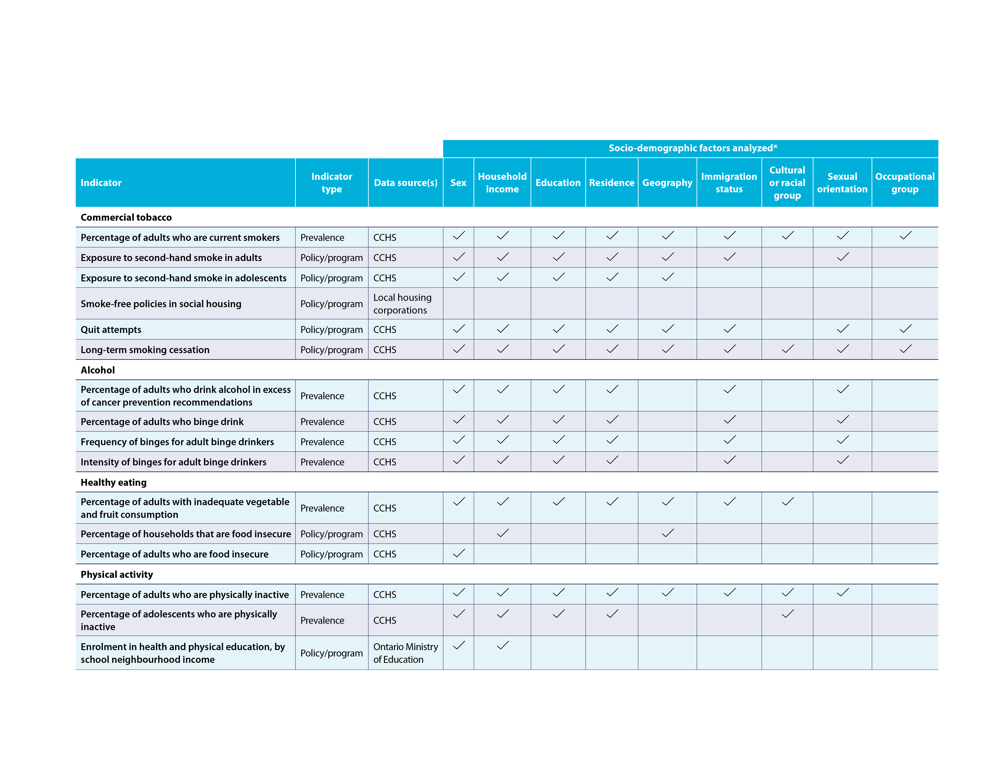 Socio-demographic factors analyzed*
Indicator
Indicator
type
Data source(s)
Sex
Household
income
Education
Residence
Geography
Immigration
status
Cultural
or racial
group
Sexual
orientation
Occupational
group
Commercial tobacco
Percentage of adults who are current smokers Prevalence CCHS ✓ ✓ ✓ ✓ ✓ ✓ ✓ ✓ ✓
Exposure to second-hand smoke in adults Policy/program CCHS ✓ ✓ ✓ ✓ ✓ ✓ ✓
Exposure to second-hand smoke in adolescents Policy/program CCHS ✓ ✓ ✓ ✓ ✓
Smoke-free policies in social housing Policy/program
Local housing
corporations
Quit attempts Policy/program CCHS ✓ ✓ ✓ ✓ ✓ ✓ ✓ ✓
Long-term smoking cessation Policy/program CCHS ✓ ✓ ✓ ✓ ✓ ✓ ✓ ✓ ✓
Alcohol
Percentage of adults who drink alcohol in excess
of cancer prevention recommendations
Prevalence CCHS ✓ ✓ ✓ ✓ ✓ ✓
Percentage of adults who binge drink Prevalence CCHS ✓ ✓ ✓ ✓ ✓ ✓
Frequency of binges for adult binge drinkers Prevalence CCHS ✓ ✓ ✓ ✓ ✓ ✓
Intensity of binges for adult binge drinkers Prevalence CCHS ✓ ✓ ✓ ✓ ✓ ✓
Healthy eating
Percentage of adults with inadequate vegetable
and fruit consumption
Prevalence CCHS ✓ ✓ ✓ ✓ ✓ ✓ ✓
Percentage of households that are food insecure Policy/program CCHS ✓ ✓
Percentage of adults who are food insecure Policy/program CCHS ✓
Physical activity
Percentage of adults who are physically inactive Prevalence CCHS ✓ ✓ ✓ ✓ ✓ ✓ ✓ ✓
Percentage of adolescents who are physically
inactive
Prevalence CCHS ✓ ✓ ✓ ✓ ✓
Enrolment in health and physical education, by
school neighbourhood income
Policy/program
Ontario Ministry
of Education
✓ ✓